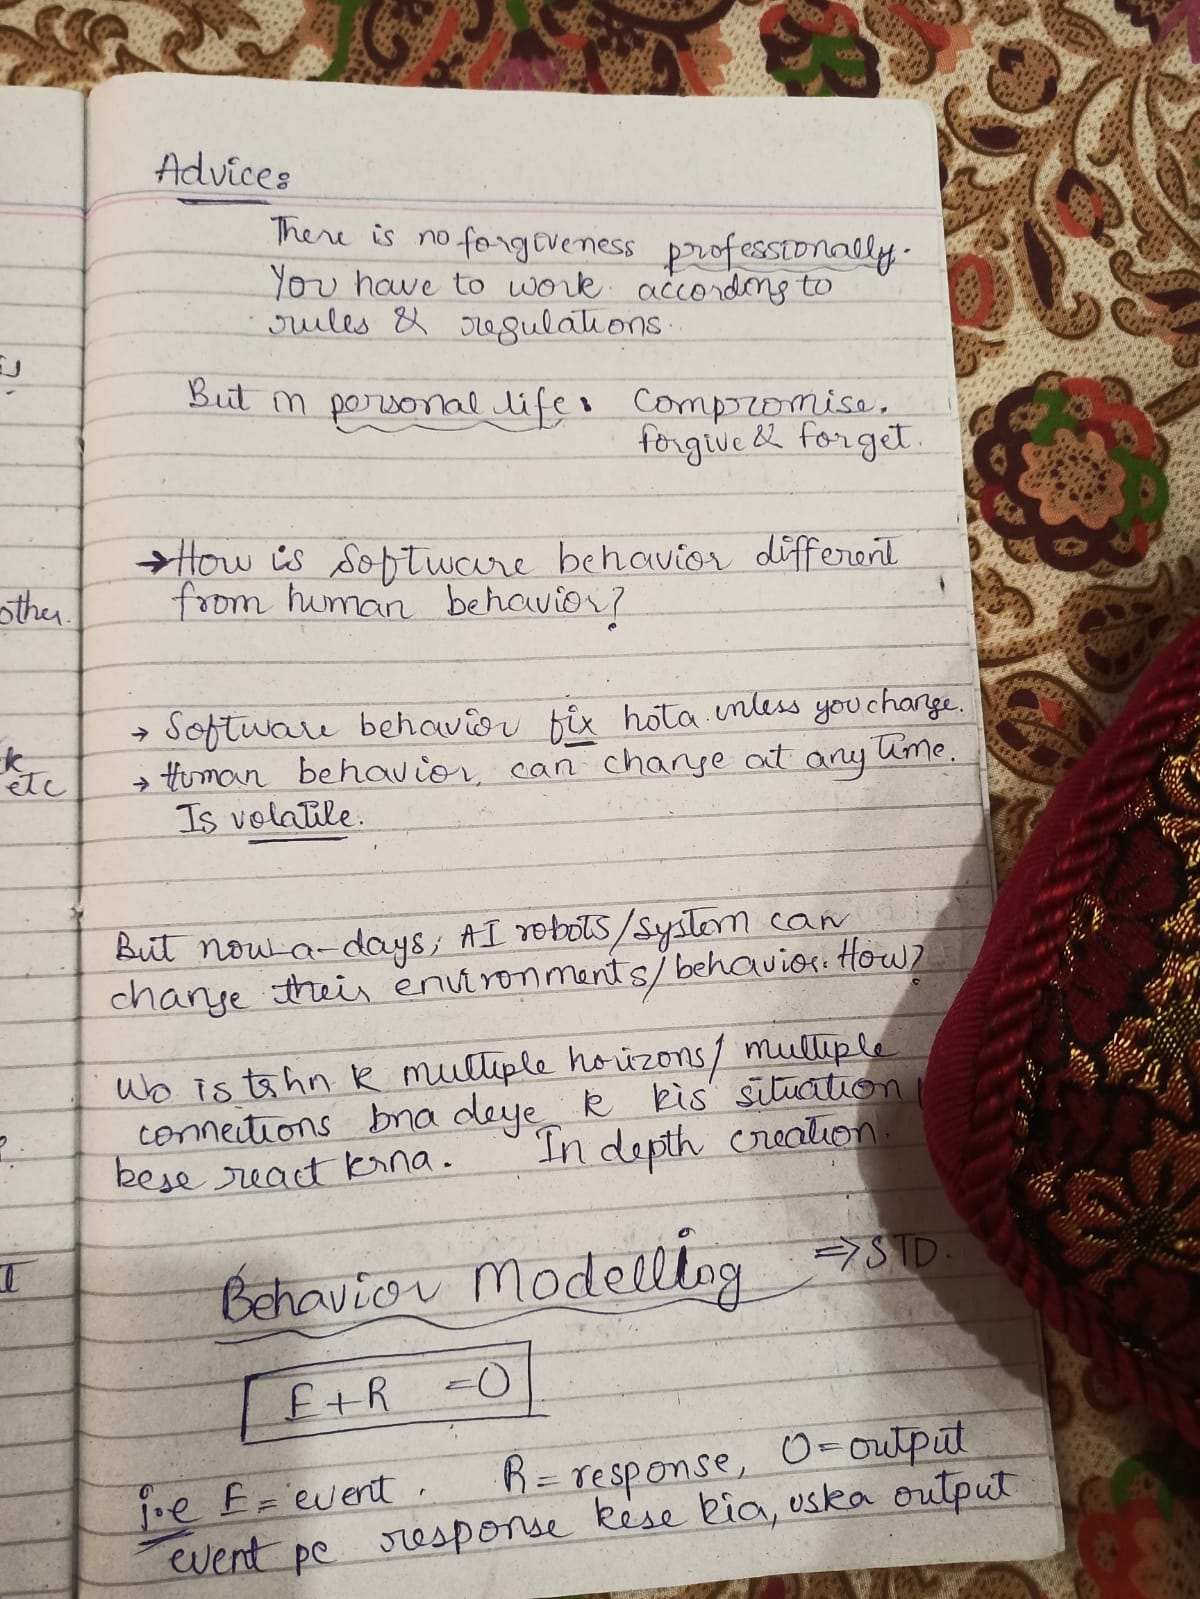 Advice:
There is no forgiveness professionally.
You have to work according to
rules & regulations.
But in personal life: Compromise.
forgive & forget.
→ How is Software behavior different
from human behavior?
→ Software behavior fix hota unless you change.
→ Human behavior, can change at any time.
Is volatile.
But now-a-days, AI robots/system can
change their environments/behavior. How?
Wo is trhn k multiple horizons/ multiple
connections bna deye k kis situation
kese react krna. In depth creation.
Behavior Modelling ⇒ STD.
E+R =O
i.e E = event. R = response, O = output
event pe response kese kia, uska output
other.
k
etc